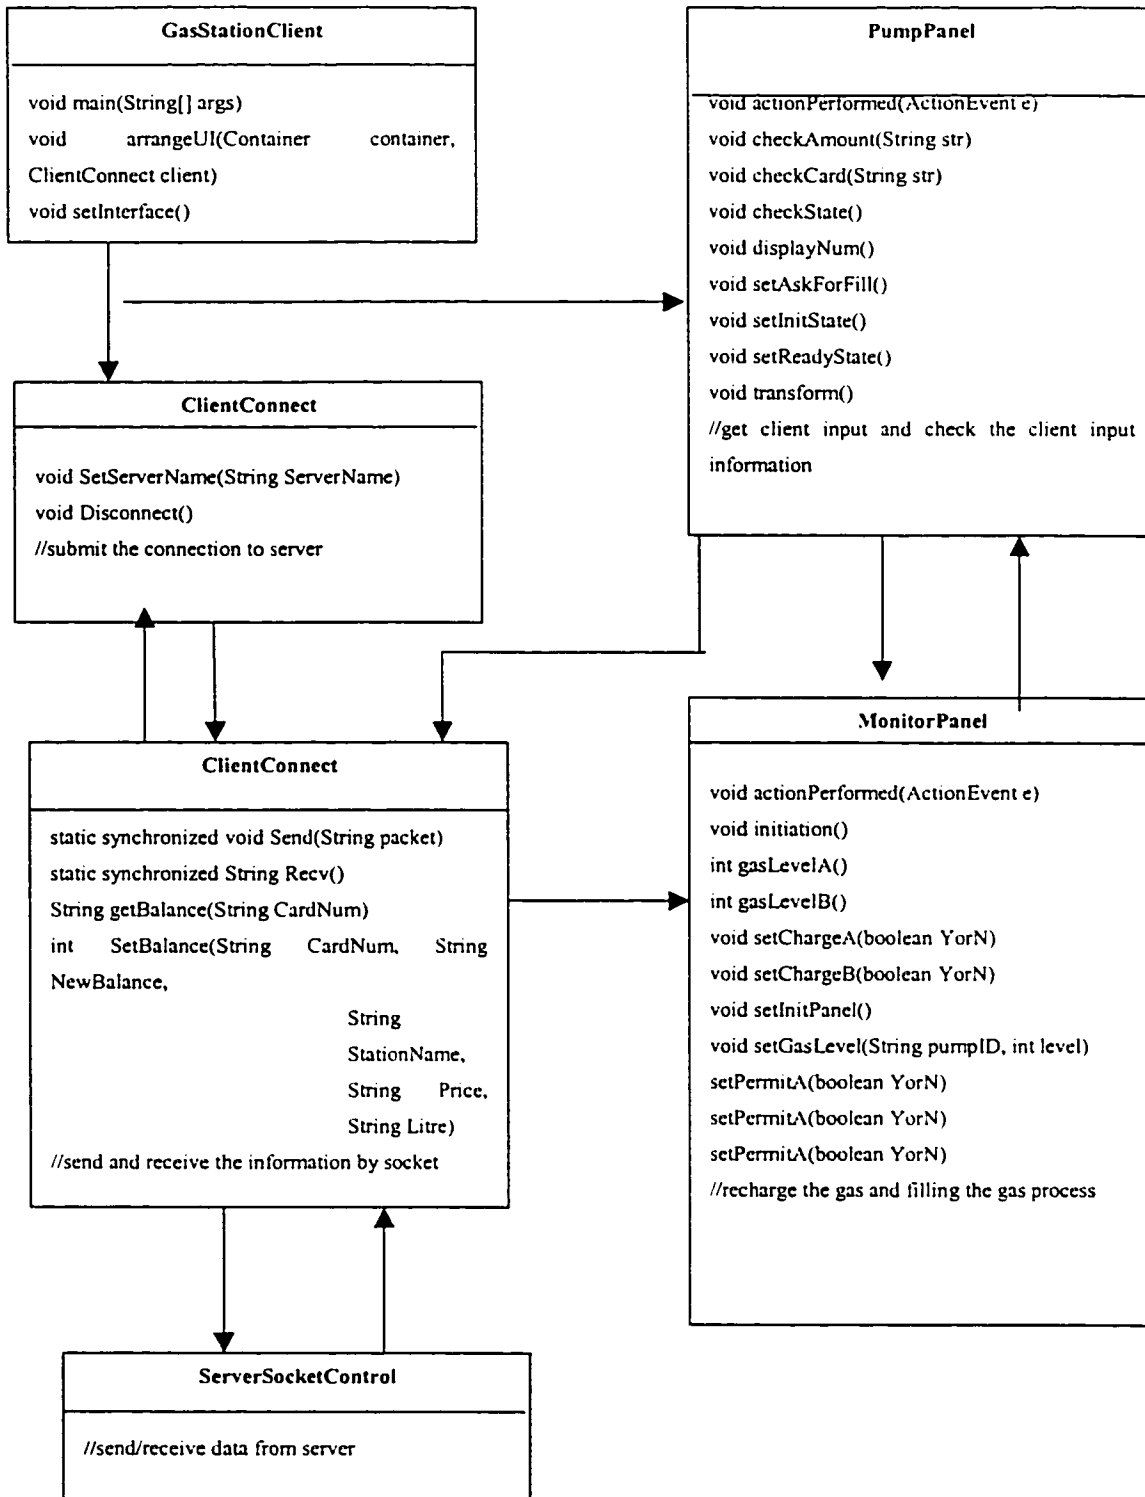 GasStationClient
void main(String[] args)
void arrangeUI(Container container,
ClientConnect client)
void setInterface()
PumpPanel
void actionPerformed(ActionEvent e)
void checkAmount(String str)
void checkCard(String str)
void checkState()
void displayNum()
void setAskForFill()
void setInitState()
void setReadyState()
void transform()
//get client input and check the client input
information
ClientConnect
void SetServerName(String ServerName)
void Disconnect()
//submit the connection to server
ClientConnect
static synchronized void Send(String packet)
static synchronized String Recv()
String getBalance(String CardNum)
int SetBalance(String CardNum, String
NewBalance,
String
StationName,
String Price,
String Litre)
//send and receive the information by socket
MonitorPanel
void actionPerformed(ActionEvent e)
void initiation()
int gasLevelA()
int gasLevelB()
void setChargeA(boolean YorN)
void setChargeB(boolean YorN)
void setInitPanel()
void setGasLevel(String pumpID, int level)
setPermitA(boolean YorN)
setPermitA(boolean YorN)
setPermitA(boolean YorN)
//recharge the gas and filling the gas process
ServerSocketControl
//send/receive data from server